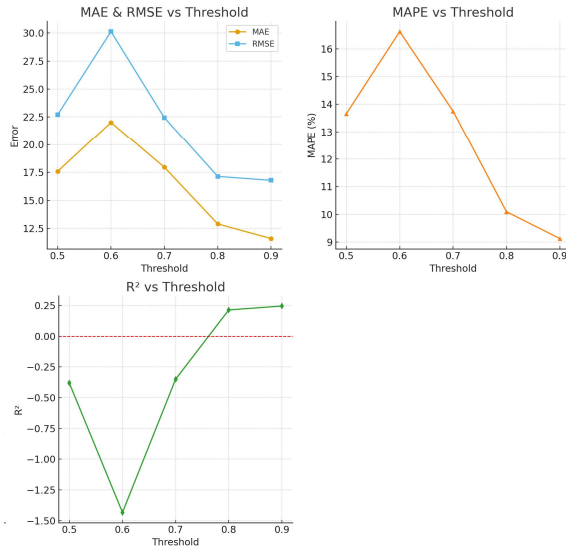 MAE & RMSE vs Threshold
MAE
RMSE
30.0
27.5
25.0
22.5
20.0
17.5
15.0
12.5
Error
0.5 0.6 0.7 0.8 0.9
Threshold
MAPE vs Threshold
16
15
14
13
12
11
10
9
MAPE (%)
0.5 0.6 0.7 0.8 0.9
Threshold
R² vs Threshold
0.25
0.00
−0.25
−0.50
−0.75
−1.00
−1.25
−1.50
R²
0.5 0.6 0.7 0.8 0.9
Threshold